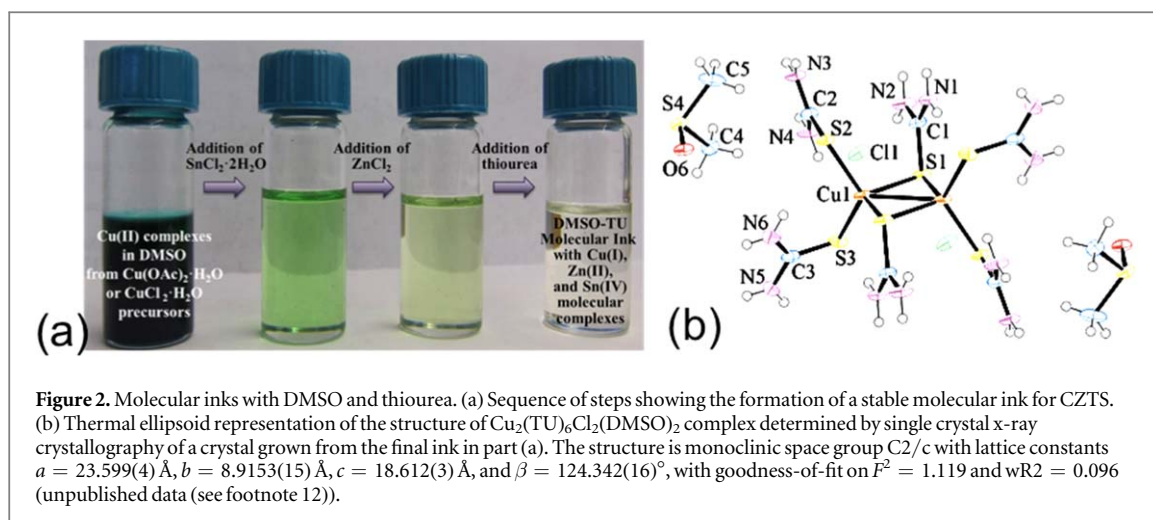 Addition of
SnCl₂·2H₂O
Addition of
ZnCl₂
Addition of
thiourea
Cu(II) complexes
in DMSO
from Cu(OAc)₂·H₂O
or CuCl₂·H₂O
precursors
DMSO-TU
Molecular Ink
with Cu(I),
Zn(II),
and Sn(IV)
molecular
complexes
(a)
N3
C5
C2
S4
N4
S2
C4
O6
N2
N1
C1
Cl1
S1
Cu1
N6
S3
C3
N5
(b)
Figure 2. Molecular inks with DMSO and thiourea. (a) Sequence of steps showing the formation of a stable molecular ink for CZTS.
(b) Thermal ellipsoid representation of the structure of Cu₂(TU)₆Cl₂(DMSO)₂ complex determined by single crystal x-ray
crystallography of a crystal grown from the final ink in part (a). The structure is monoclinic space group C2/c with lattice constants
a = 23.599(4) Å, b = 8.9153(15) Å, c = 18.612(3) Å, and β = 124.342(16)°, with goodness-of-fit on F² = 1.119 and wR2 = 0.096
(unpublished data (see footnote 12)).